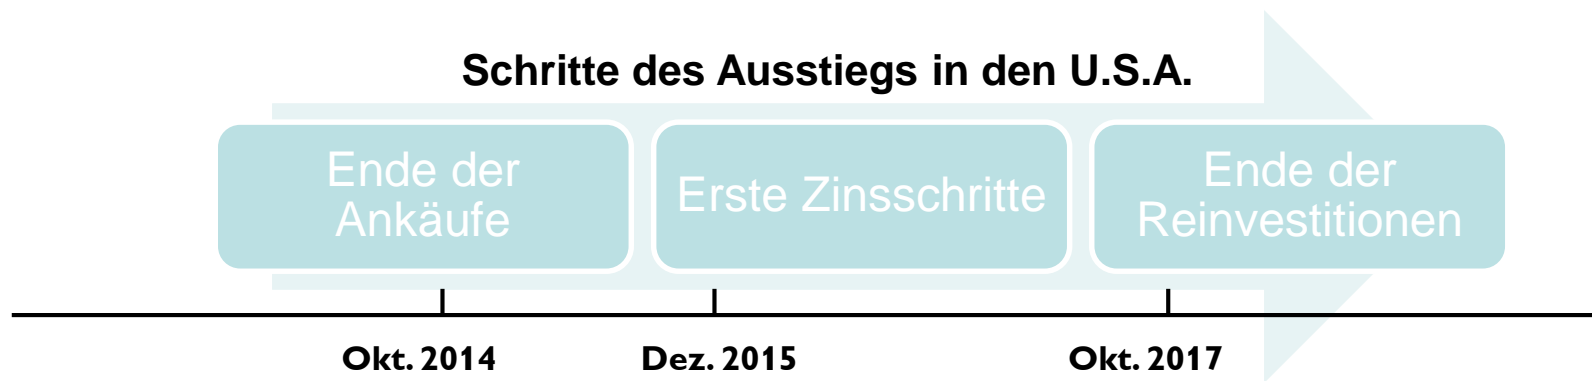 Schritte des Ausstiegs in den U.S.A.
Ende der
Ankäufe
Erste Zinsschritte
Ende der
Reinvestitionen
Okt. 2014
Dez. 2015
Okt. 2017